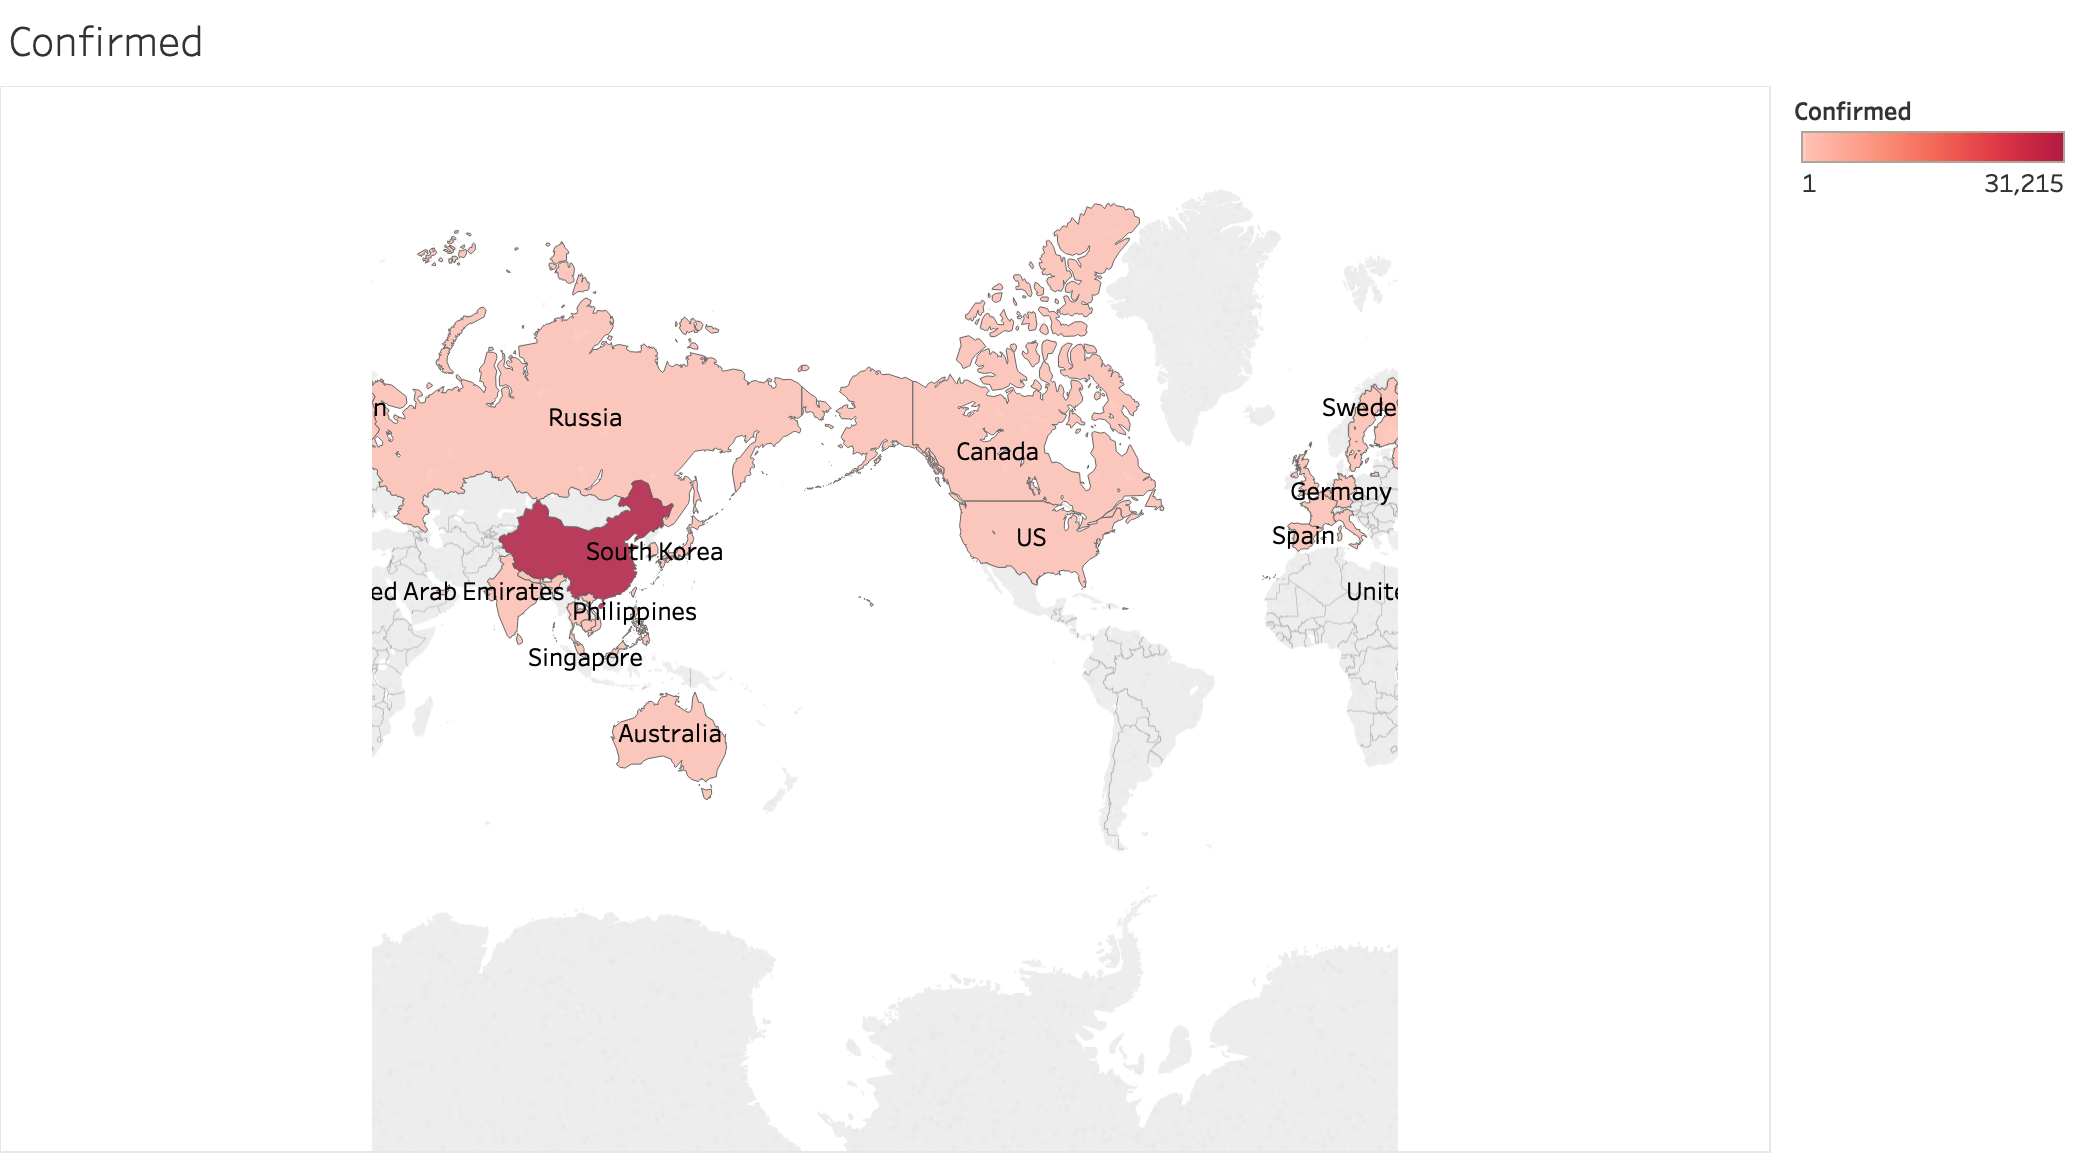 Confirmed
Confirmed
1 31,215
n
Russia
Swede
Canada
Germany
US
Spain
South Korea
ed Arab Emirates
Unite
Philippines
Singapore
Australia